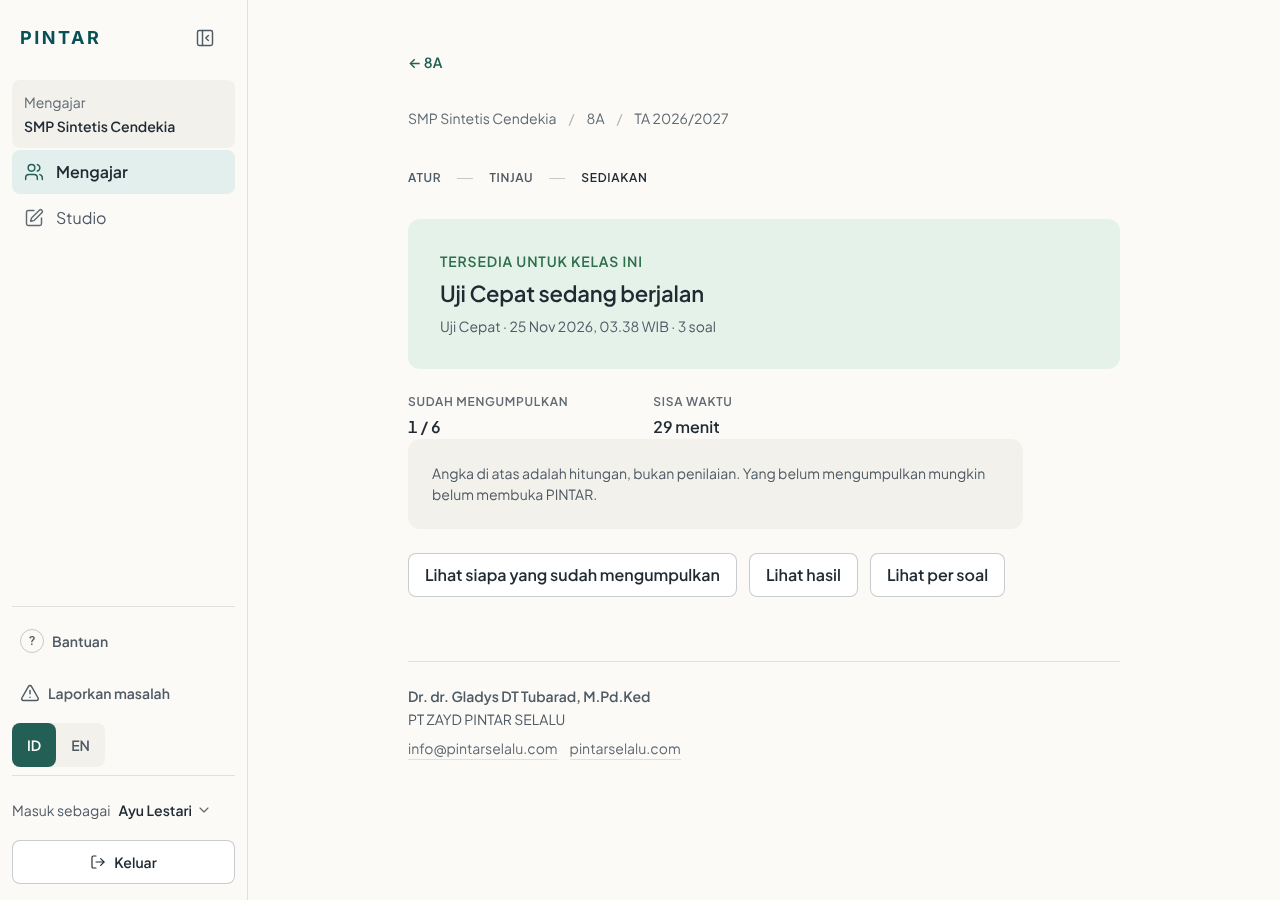 PINTAR
Mengajar
SMP Sintetis Cendekia
Mengajar
Studio
? Bantuan
Laporkan masalah
ID EN
Masuk sebagai Ayu Lestari
Keluar
← 8A
SMP Sintetis Cendekia / 8A / TA 2026/2027
ATUR — TINJAU — SEDIAKAN
TERSEDIA UNTUK KELAS INI
Uji Cepat sedang berjalan
Uji Cepat · 25 Nov 2026, 03.38 WIB · 3 soal
SUDAH MENGUMPULKAN SISA WAKTU
1 / 6 29 menit
Angka di atas adalah hitungan, bukan penilaian. Yang belum mengumpulkan mungkin
belum membuka PINTAR.
Lihat siapa yang sudah mengumpulkan Lihat hasil Lihat per soal
Dr. dr. Gladys DT Tubarad, M.Pd.Ked
PT ZAYD PINTAR SELALU
info@pintarselalu.com pintarselalu.com